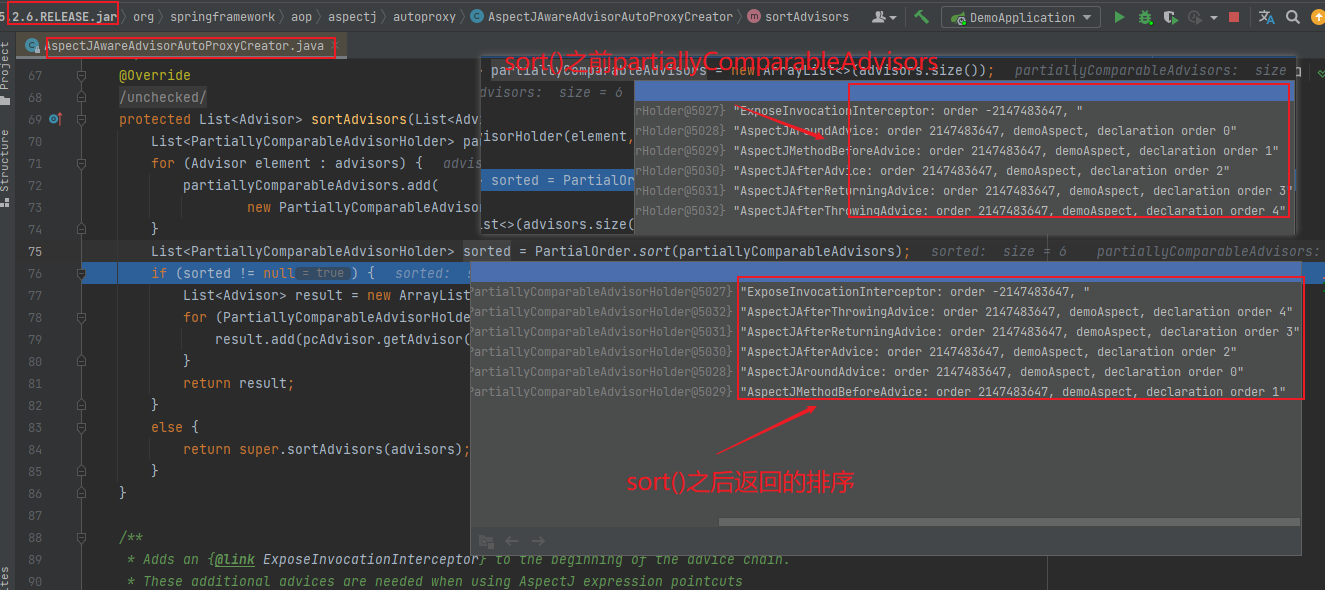 5.2.6.RELEASE.jar org springframework aop aspectj autoproxy AspectJAwareAdvisorAutoProxyCreator sortAdvisors DemoApplication
AspectJAwareAdvisorAutoProxyCreator.java
Project
Structure
67 @Override
68 /unchecked/
69 protected List<Advisor> sortAdvisors(List<Adv
70 List<PartiallyComparableAdvisorHolder> par
71 for (Advisor element : advisors) { advis
72 partiallyComparableAdvisors.add(
73 new PartiallyComparableAdvisor
74 }
75 List<PartiallyComparableAdvisorHolder> sorted = PartialOrder.sort(partiallyComparableAdvisors); sorted: size = 6 partiallyComparableAdvisors:
76 if (sorted != null = true ) { sorted: s
77 List<Advisor> result = new ArrayList
78 for (PartiallyComparableAdvisorHolde
79 result.add(pcAdvisor.getAdvisor(
80 }
81 return result;
82 }
83 else {
84 return super.sortAdvisors(advisors);
85 }
86 }
87
88 /**
89 * Adds an {@link ExposeInvocationInterceptor} to the beginning of the advice chain.
90 * These additional advices are needed when using AspectJ expression pointcuts
sort()之前partiallyComparableAdvisors
partiallyComparableAdvisors = new ArrayList<>(advisors.size()); partiallyComparableAdvisors: size
dvisors: size = 6
risorHolder(element,
sorted = PartialOr
st<>(advisors.size(
rHolder@5027} "ExposeInvocationInterceptor: order -2147483647, "
rHolder@5028} "AspectJAroundAdvice: order 2147483647, demoAspect, declaration order 0"
rHolder@5029} "AspectJMethodBeforeAdvice: order 2147483647, demoAspect, declaration order 1"
rHolder@5030} "AspectJAfterAdvice: order 2147483647, demoAspect, declaration order 2"
rHolder@5031} "AspectJAfterReturningAdvice: order 2147483647, demoAspect, declaration order 3"
rHolder@5032} "AspectJAfterThrowingAdvice: order 2147483647, demoAspect, declaration order 4"
PartiallyComparableAdvisorHolder@5027} "ExposeInvocationInterceptor: order -2147483647, "
PartiallyComparableAdvisorHolder@5032} "AspectJAfterThrowingAdvice: order 2147483647, demoAspect, declaration order 4"
PartiallyComparableAdvisorHolder@5031} "AspectJAfterReturningAdvice: order 2147483647, demoAspect, declaration order 3"
PartiallyComparableAdvisorHolder@5030} "AspectJAfterAdvice: order 2147483647, demoAspect, declaration order 2"
PartiallyComparableAdvisorHolder@5028} "AspectJAroundAdvice: order 2147483647, demoAspect, declaration order 0"
PartiallyComparableAdvisorHolder@5029} "AspectJMethodBeforeAdvice: order 2147483647, demoAspect, declaration order 1"
sort()之后返回的排序